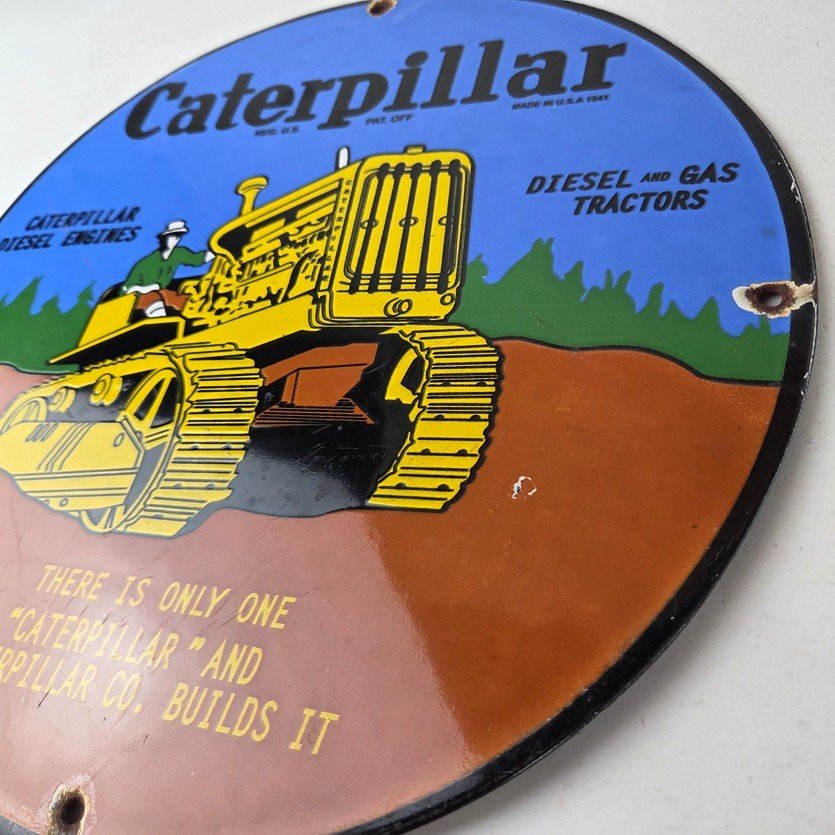 Caterpillar
REG. U.S. PAT. OFF MADE IN U.S.A 1941
DIESEL AND GAS
TRACTORS
CATERPILLAR
DIESEL ENGINES
THERE IS ONLY ONE
"CATERPILLAR" AND
RPILLAR CO. BUILDS IT